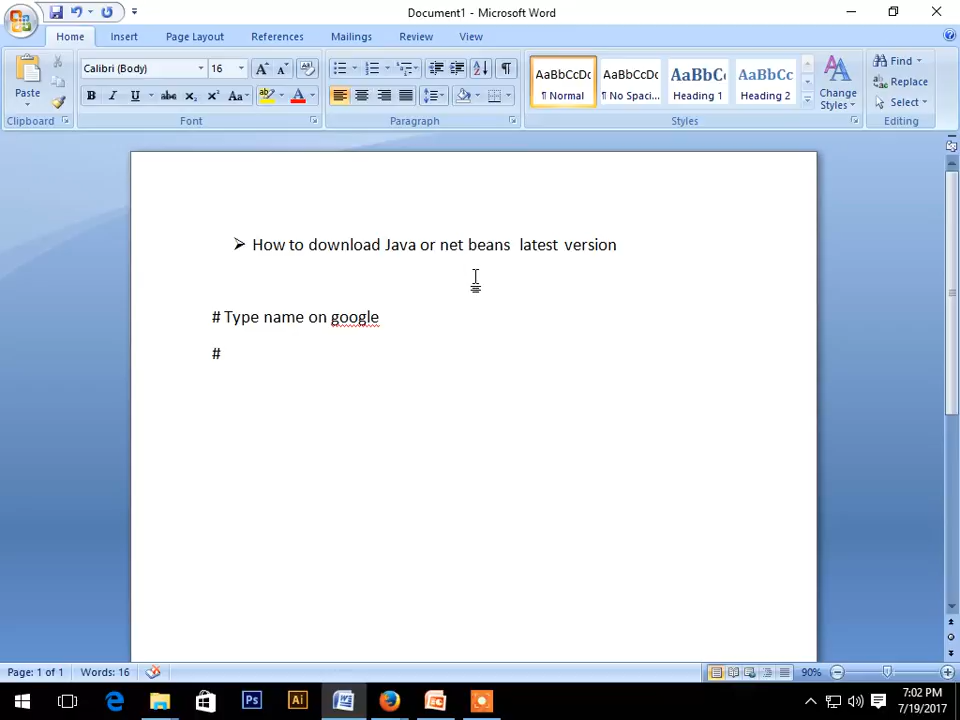 Document1 - Microsoft Word
Home Insert Page Layout References Mailings Review View
Paste
Calibri (Body) 16
AaBbCcDc AaBbCcDc AaBbC AaBbCc
¶ Normal ¶ No Spaci... Heading 1 Heading 2
Change Styles
Find
Replace
Select
Clipboard Font Paragraph Styles Editing
➢ How to download Java or net beans latest version
# Type name on google
#
Page: 1 of 1 Words: 16 90%
7:02 PM
7/19/2017